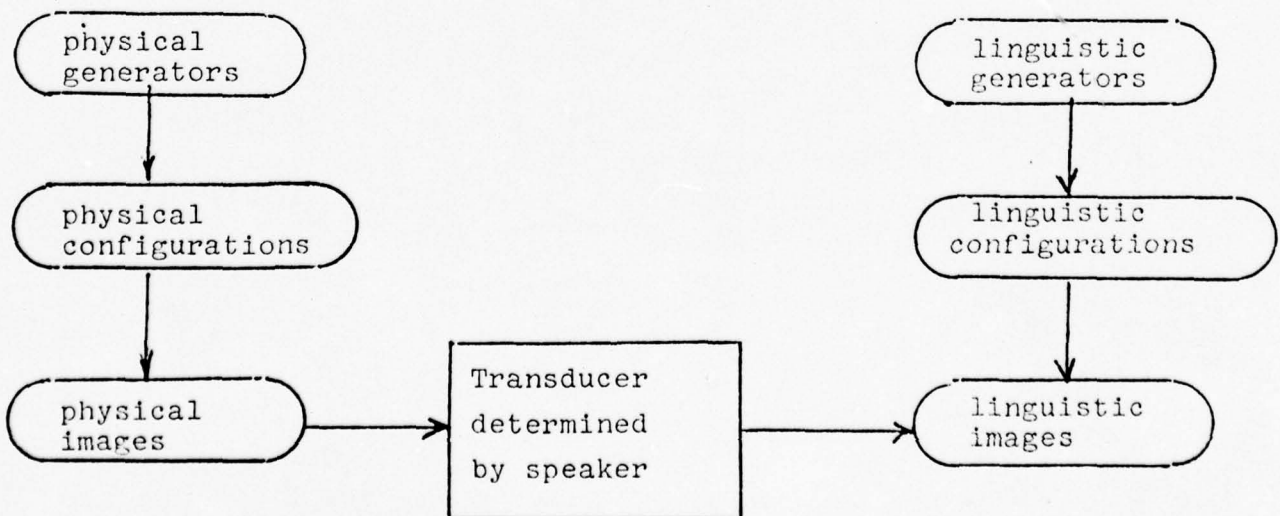 physical
generators
linguistic
generators
physical
configurations
linguistic
configurations
physical
images
Transducer
determined
by speaker
linguistic
images